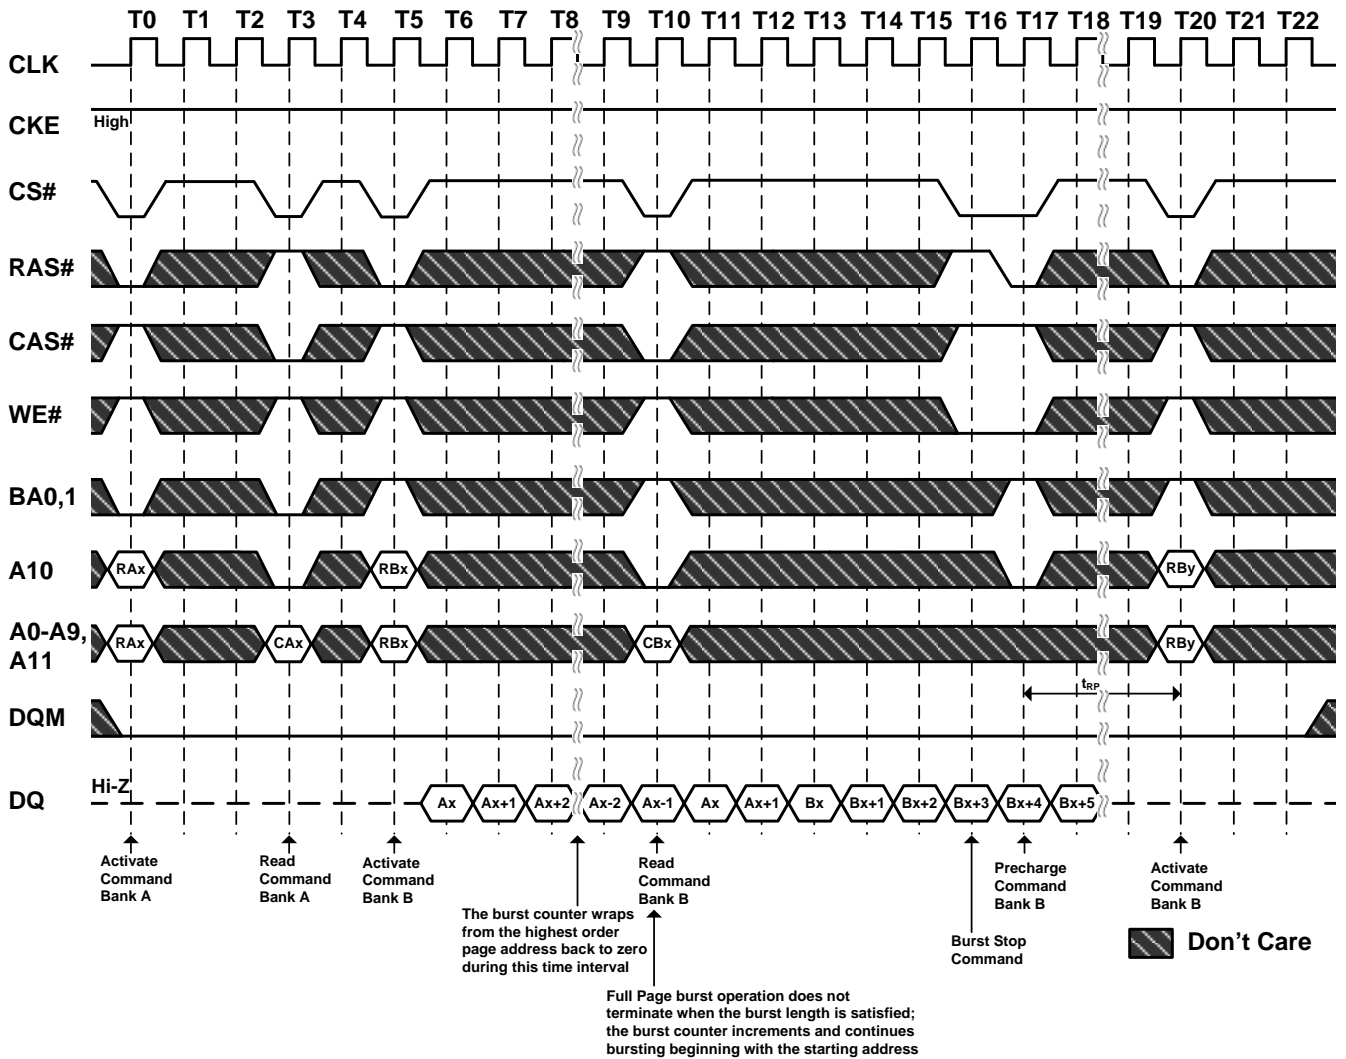 T0 T1 T2 T3 T4 T5 T6 T7 T8 T9 T10 T11 T12 T13 T14 T15 T16 T17 T18 T19 T20 T21 T22
CLK
CKE High
CS#
RAS#
CAS#
WE#
BA0,1
A10 RAx RBx RBy
A0-A9,
A11 RAx CAx RBx CBx RBy
tRP
DQM
DQ Hi-Z Ax Ax+1 Ax+2 Ax-2 Ax-1 Ax Ax+1 Bx Bx+1 Bx+2 Bx+3 Bx+4 Bx+5
Activate
Command
Bank A
Read
Command
Bank A
Activate
Command
Bank B
The burst counter wraps
from the highest order
page address back to zero
during this time interval
Read
Command
Bank B
Full Page burst operation does not
terminate when the burst length is satisfied;
the burst counter increments and continues
bursting beginning with the starting address
Burst Stop
Command
Precharge
Command
Bank B
Activate
Command
Bank B
Don't Care